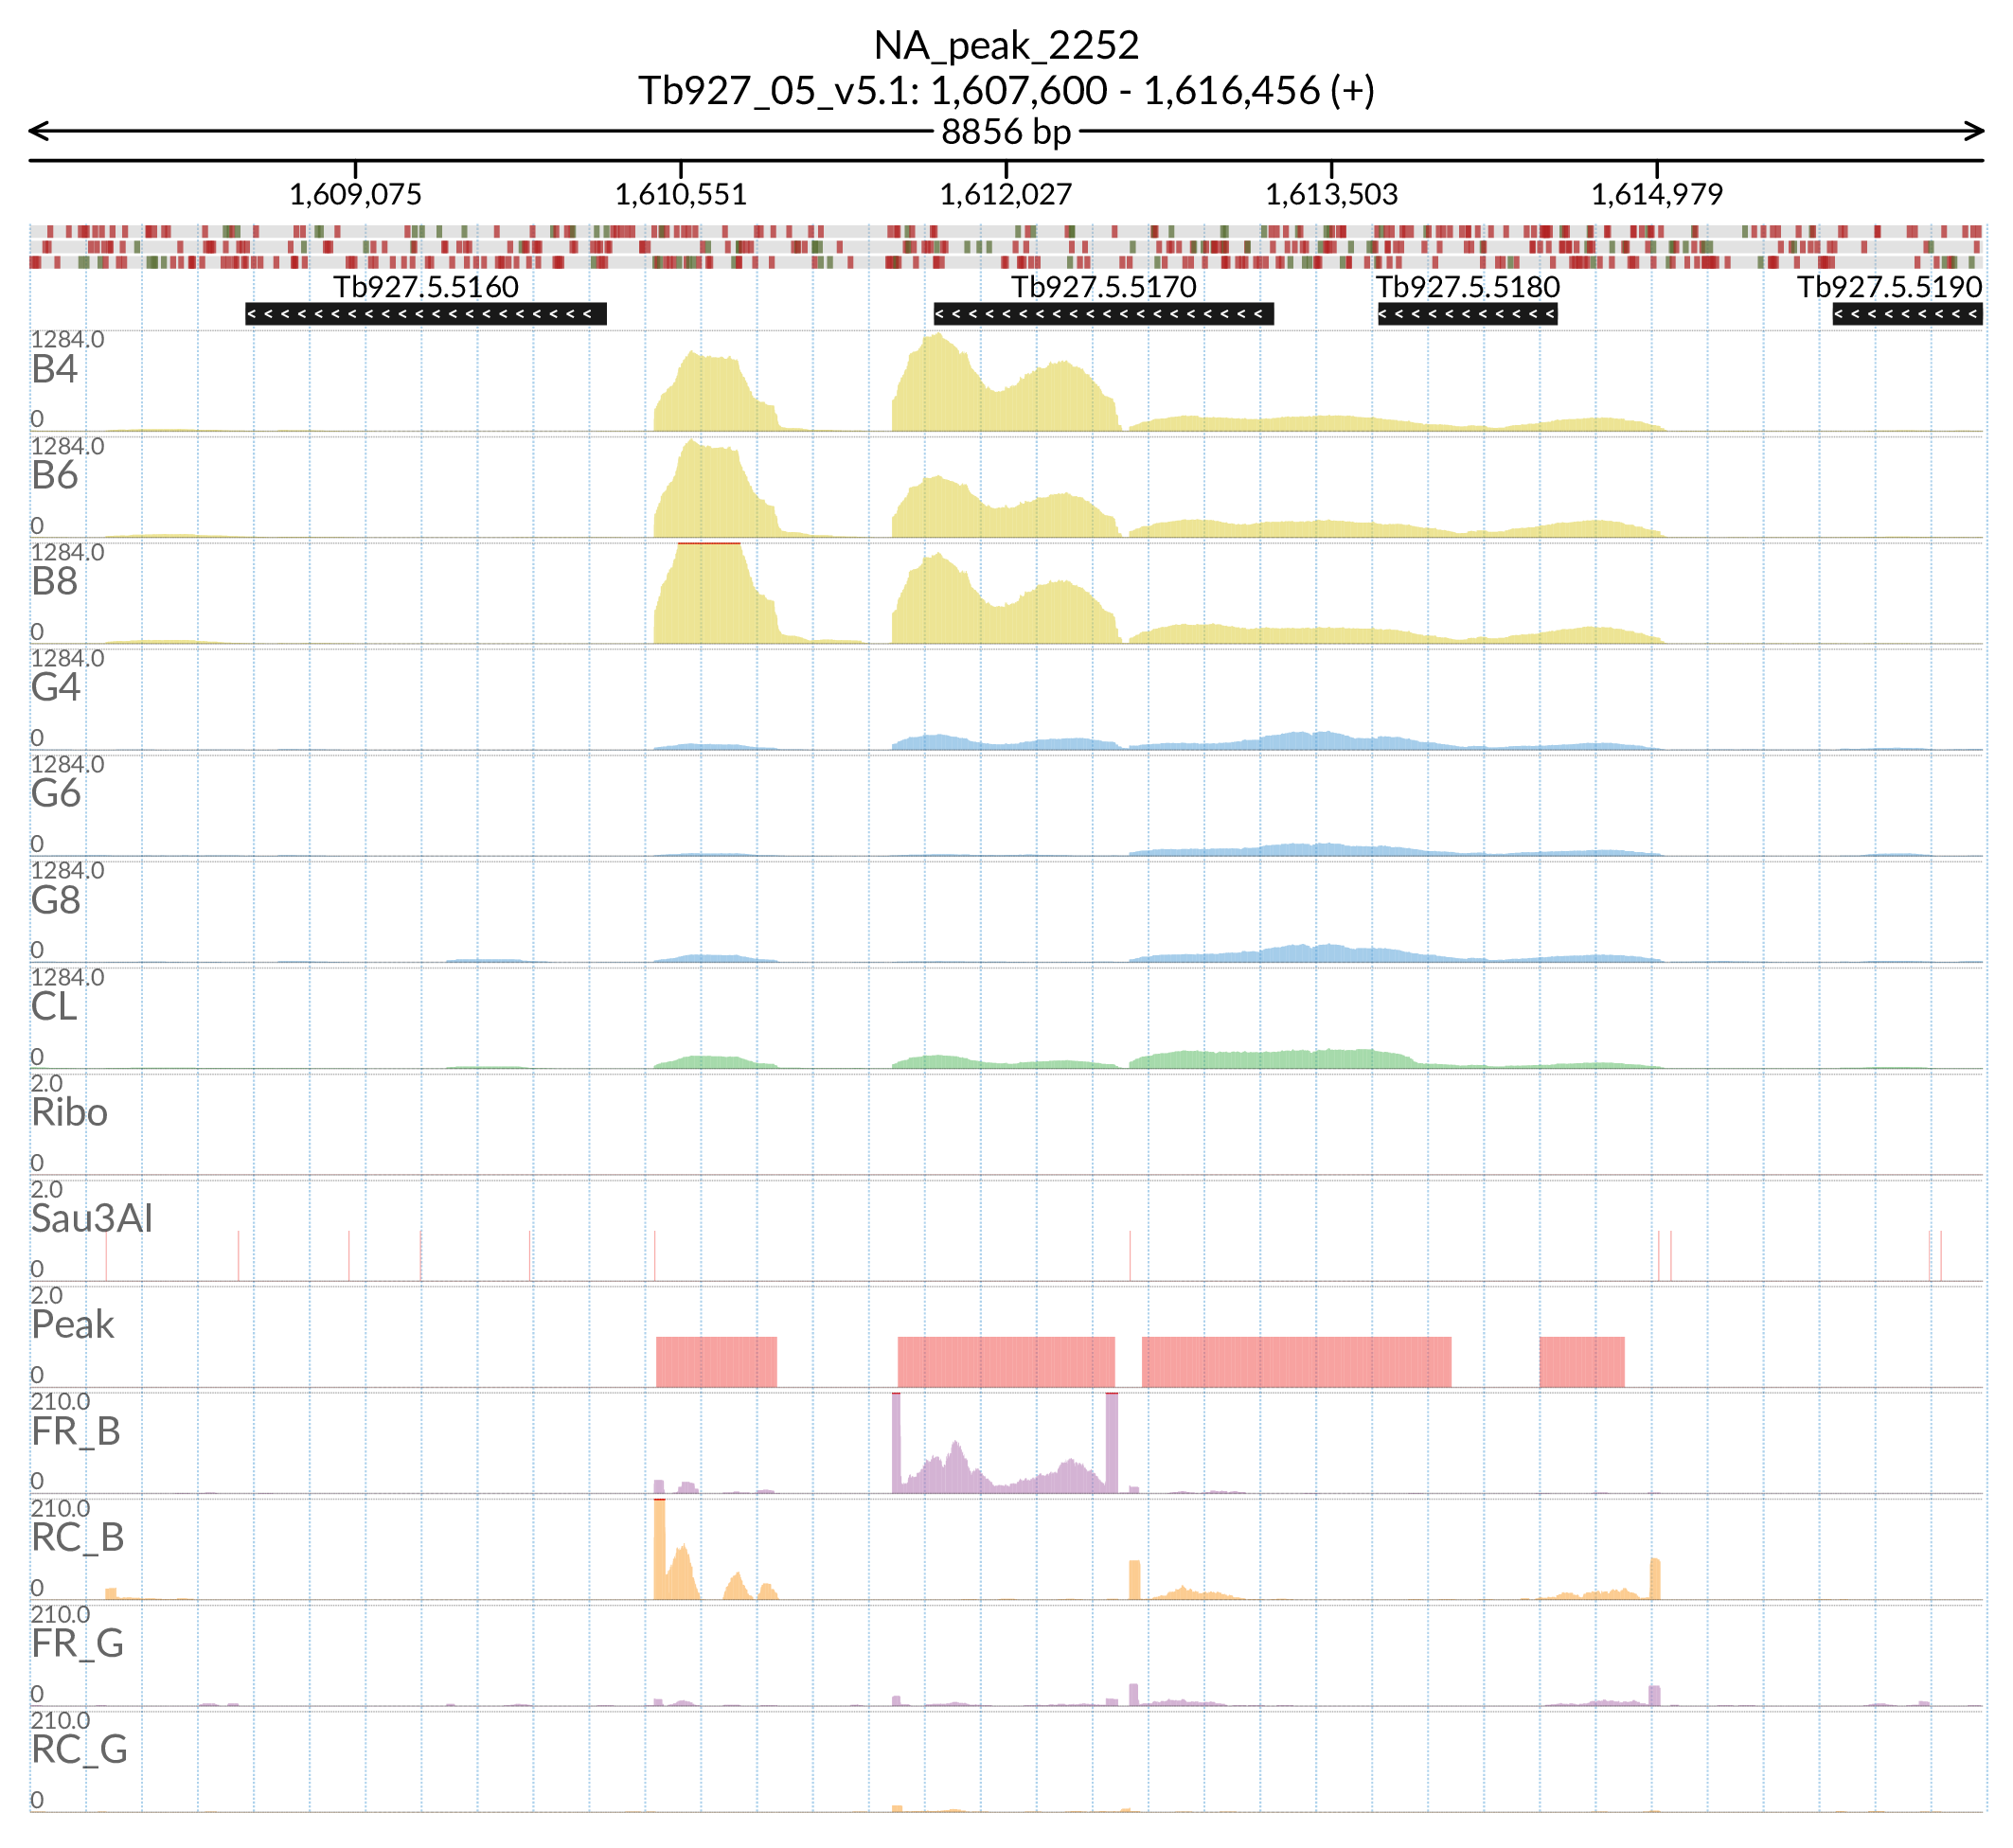 NA_peak_2252
Tb927_05_v5.1: 1,607,600 - 1,616,456 (+)
8856 bp
1,609,075 1,610,551 1,612,027 1,613,503 1,614,979
Tb927.5.5160 Tb927.5.5170 Tb927.5.5180 Tb927.5.5190
1284.0
B4
0
1284.0
B6
0
1284.0
B8
0
1284.0
G4
0
1284.0
G6
0
1284.0
G8
0
1284.0
CL
0
2.0
Ribo
0
2.0
Sau3AI
0
2.0
Peak
0
210.0
FR_B
0
210.0
RC_B
0
210.0
FR_G
0
210.0
RC_G
0